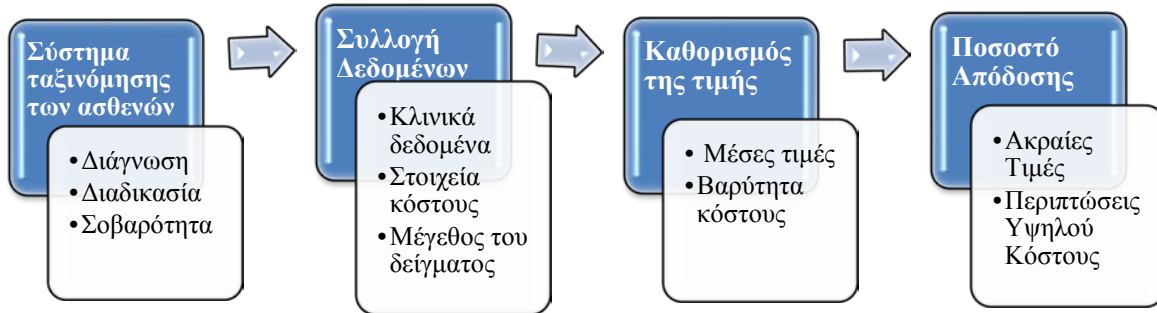 Σύστημα
ταξινόμησης
των ασθενών
•Διάγνωση
•Διαδικασία
•Σοβαρότητα
Συλλογή
Δεδομένων
•Κλινικά
δεδομένα
•Στοιχεία
κόστους
•Μέγεθος του
δείγματος
Καθορισμός
της τιμής
• Μέσες τιμές
•Βαρύτητα
κόστους
Ποσοστό
Απόδοσης
•Ακραίες
Τιμές
•Περιπτώσεις
Υψηλού
Κόστους